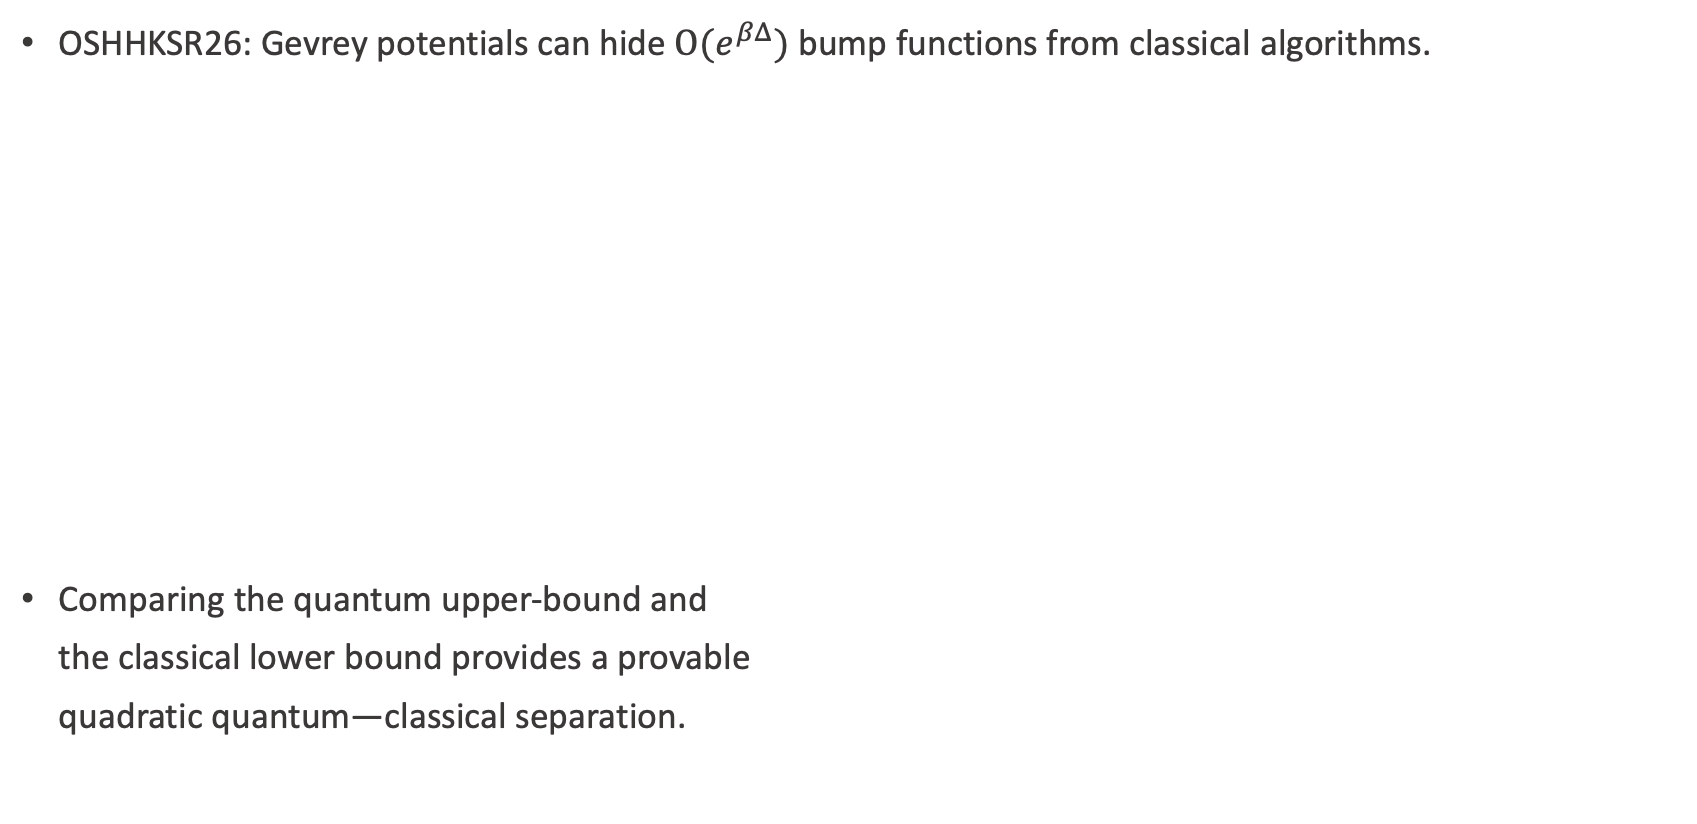 • OSHHKSR26: Gevrey potentials can hide O(e^{βΔ}) bump functions from classical algorithms.
• Comparing the quantum upper-bound and
the classical lower bound provides a provable
quadratic quantum—classical separation.